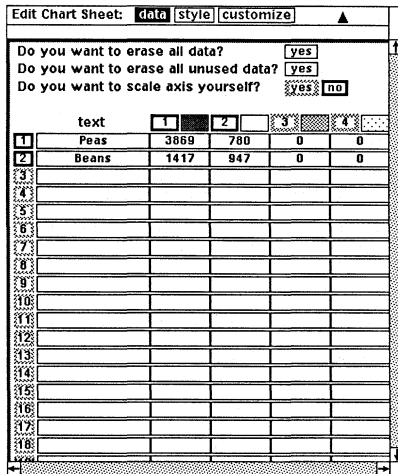 Edit Chart Sheet: data style customize
Do you want to erase all data? yes
Do you want to erase all unused data? yes
Do you want to scale axis yourself? yes no
text 1 2 3 4
1 Peas 3869 780 0 0
2 Beans 1417 947 0 0
3
4
5
6
7
8
9
10
11
12
13
14
15
16
17
18